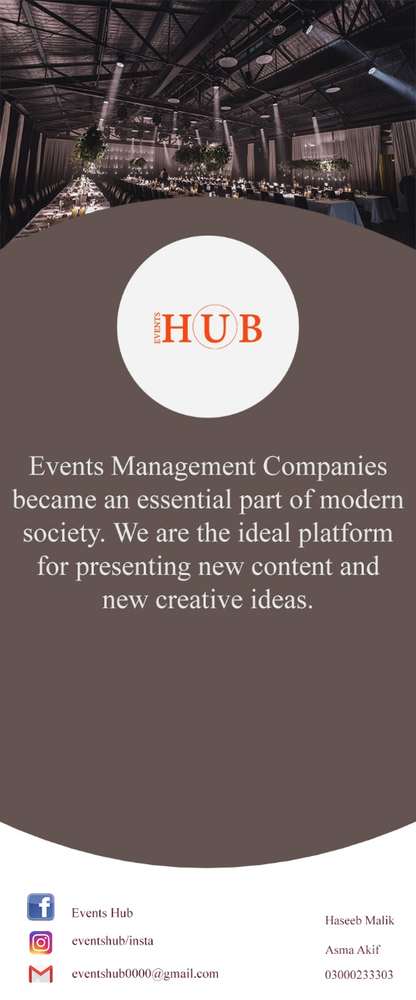 EVENTS
HUB
Events Management Companies
became an essential part of modern
society. We are the ideal platform
for presenting new content and
new creative ideas.
Events Hub
eventshub/insta
eventshub0000@gmail.com
Haseeb Malik
Asma Akif
03000233303